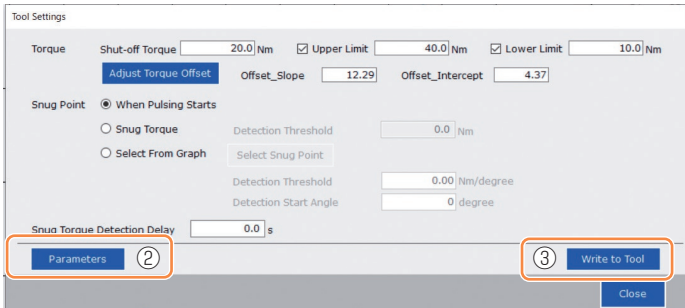 Tool Settings
Torque Shut-off Torque 20.0 Nm Upper Limit 40.0 Nm Lower Limit 10.0 Nm
Adjust Torque Offset Offset_Slope 12.29 Offset_Intercept 4.37
Snug Point When Pulsing Starts
Snug Torque Detection Threshold 0.0 Nm
Select From Graph Select Snug Point
Detection Threshold 0.00 Nm/degree
Detection Start Angle 0 degree
Snug Torque Detection Delay 0.0 s
Parameters ② ③ Write to Tool
Close